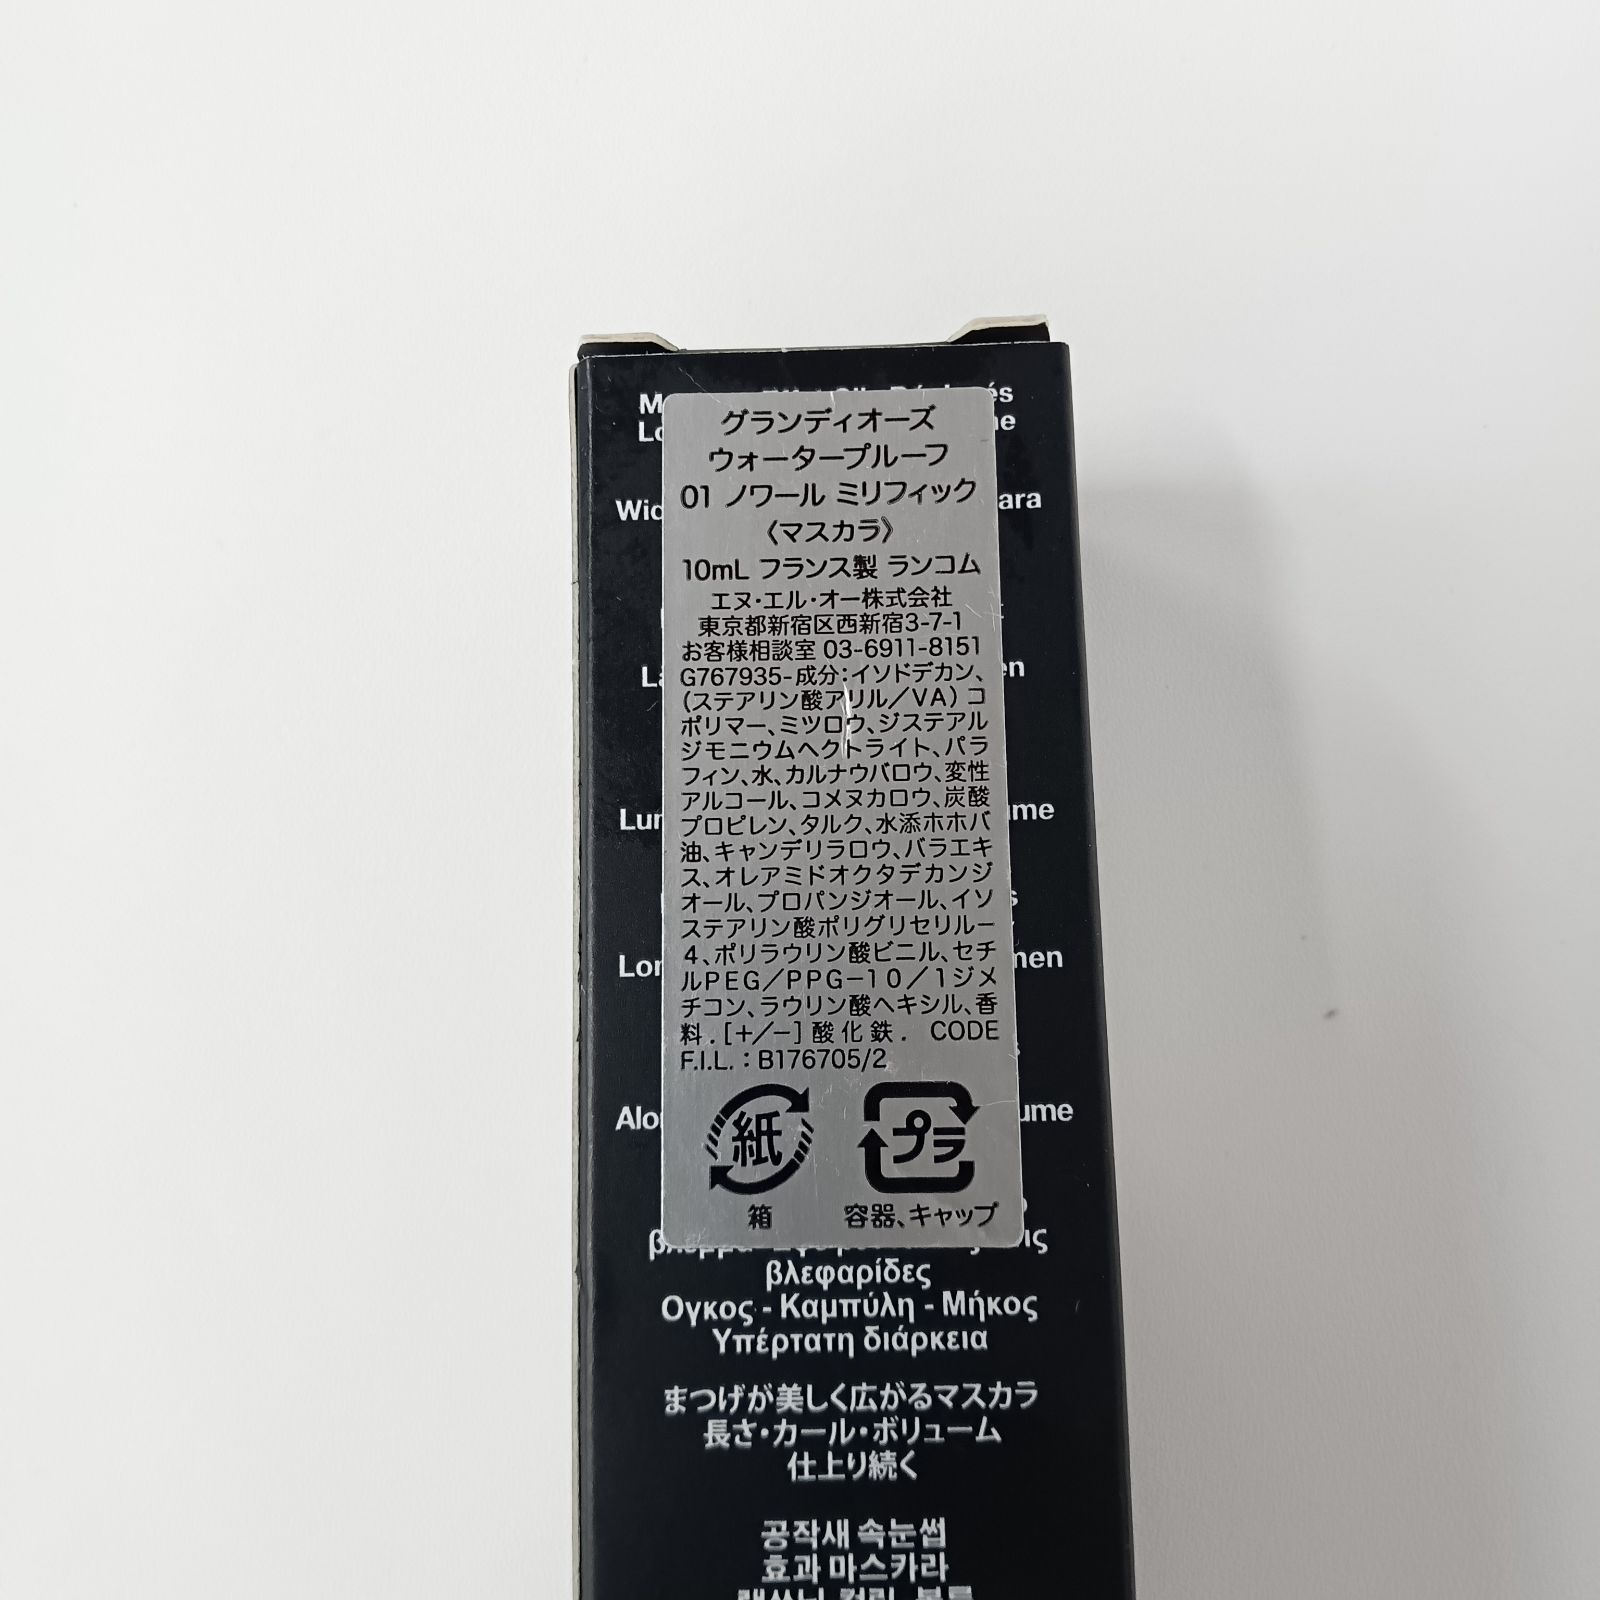 és
グランディオーズ
ウォータープルーフ
01 ノワール ミリフィック
〈マスカラ〉
10mL フランス製 ランコム
エヌ・エル・オー株式会社
東京都新宿区西新宿3-7-1
お客様相談室 03-6911-8151
G767935-成分:イソドデカン、
(ステアリン酸アリル/VA)コ
ポリマー、ミツロウ、ジステアル
ジモニウムヘクトライト、パラ
フィン、水、カルナウバロウ、変性
アルコール、コメヌカロウ、炭酸
プロピレン、タルク、水添ホホバ
油、キャンデリラロウ、バラエキ
ス、オレアミドオクタデカンジ
オール、プロパンジオール、イソ
ステアリン酸ポリグリセリル-
4、ポリラウリン酸ビニル、セチ
ルPEG/PPG-10/1ジメ
チコン、ラウリン酸ヘキシル、香
料.[+/-]酸化鉄. CODE
F.I.L.:B176705/2
紙 プラ
箱 容器、キャップ
βλεφαρίδες
Ογκος - Καμπύλη - Μήκος
Υπέρτατη διάρκεια
まつげが美しく広がるマスカラ
長さ・カール・ボリューム
仕上り続く
공작새 속눈썹
효과 마스카라